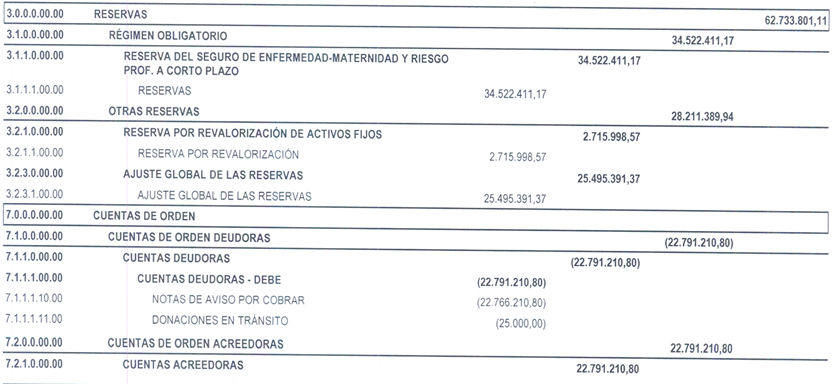 3.0.0.0.00.00 RESERVAS 62.733.801,11
3.1.0.0.00.00 RÉGIMEN OBLIGATORIO 34.522.411,17
3.1.1.0.00.00 RESERVA DEL SEGURO DE ENFERMEDAD-MATERNIDAD Y RIESGO 34.522.411,17
PROF. A CORTO PLAZO
3.1.1.1.00.00 RESERVAS 34.522.411,17
3.2.0.0.00.00 OTRAS RESERVAS 28.211.389,94
3.2.1.0.00.00 RESERVA POR REVALORIZACIÓN DE ACTIVOS FIJOS 2.715.998,57
3.2.1.1.00.00 RESERVA POR REVALORIZACIÓN 2.715.998,57
3.2.3.0.00.00 AJUSTE GLOBAL DE LAS RESERVAS 25.495.391,37
3.2.3.1.00.00 AJUSTE GLOBAL DE LAS RESERVAS 25.495.391,37
7.0.0.0.00.00 CUENTAS DE ORDEN
7.1.0.0.00.00 CUENTAS DE ORDEN DEUDORAS (22.791.210,80)
7.1.1.0.00.00 CUENTAS DEUDORAS (22.791.210,80)
7.1.1.1.00.00 CUENTAS DEUDORAS - DEBE (22.791.210,80)
7.1.1.1.10.00 NOTAS DE AVISO POR COBRAR (22.766.210,80)
7.1.1.1.11.00 DONACIONES EN TRÁNSITO (25.000,00)
7.2.0.0.00.00 CUENTAS DE ORDEN ACREEDORAS 22.791.210,80
7.2.1.0.00.00 CUENTAS ACREEDORAS 22.791.210,80